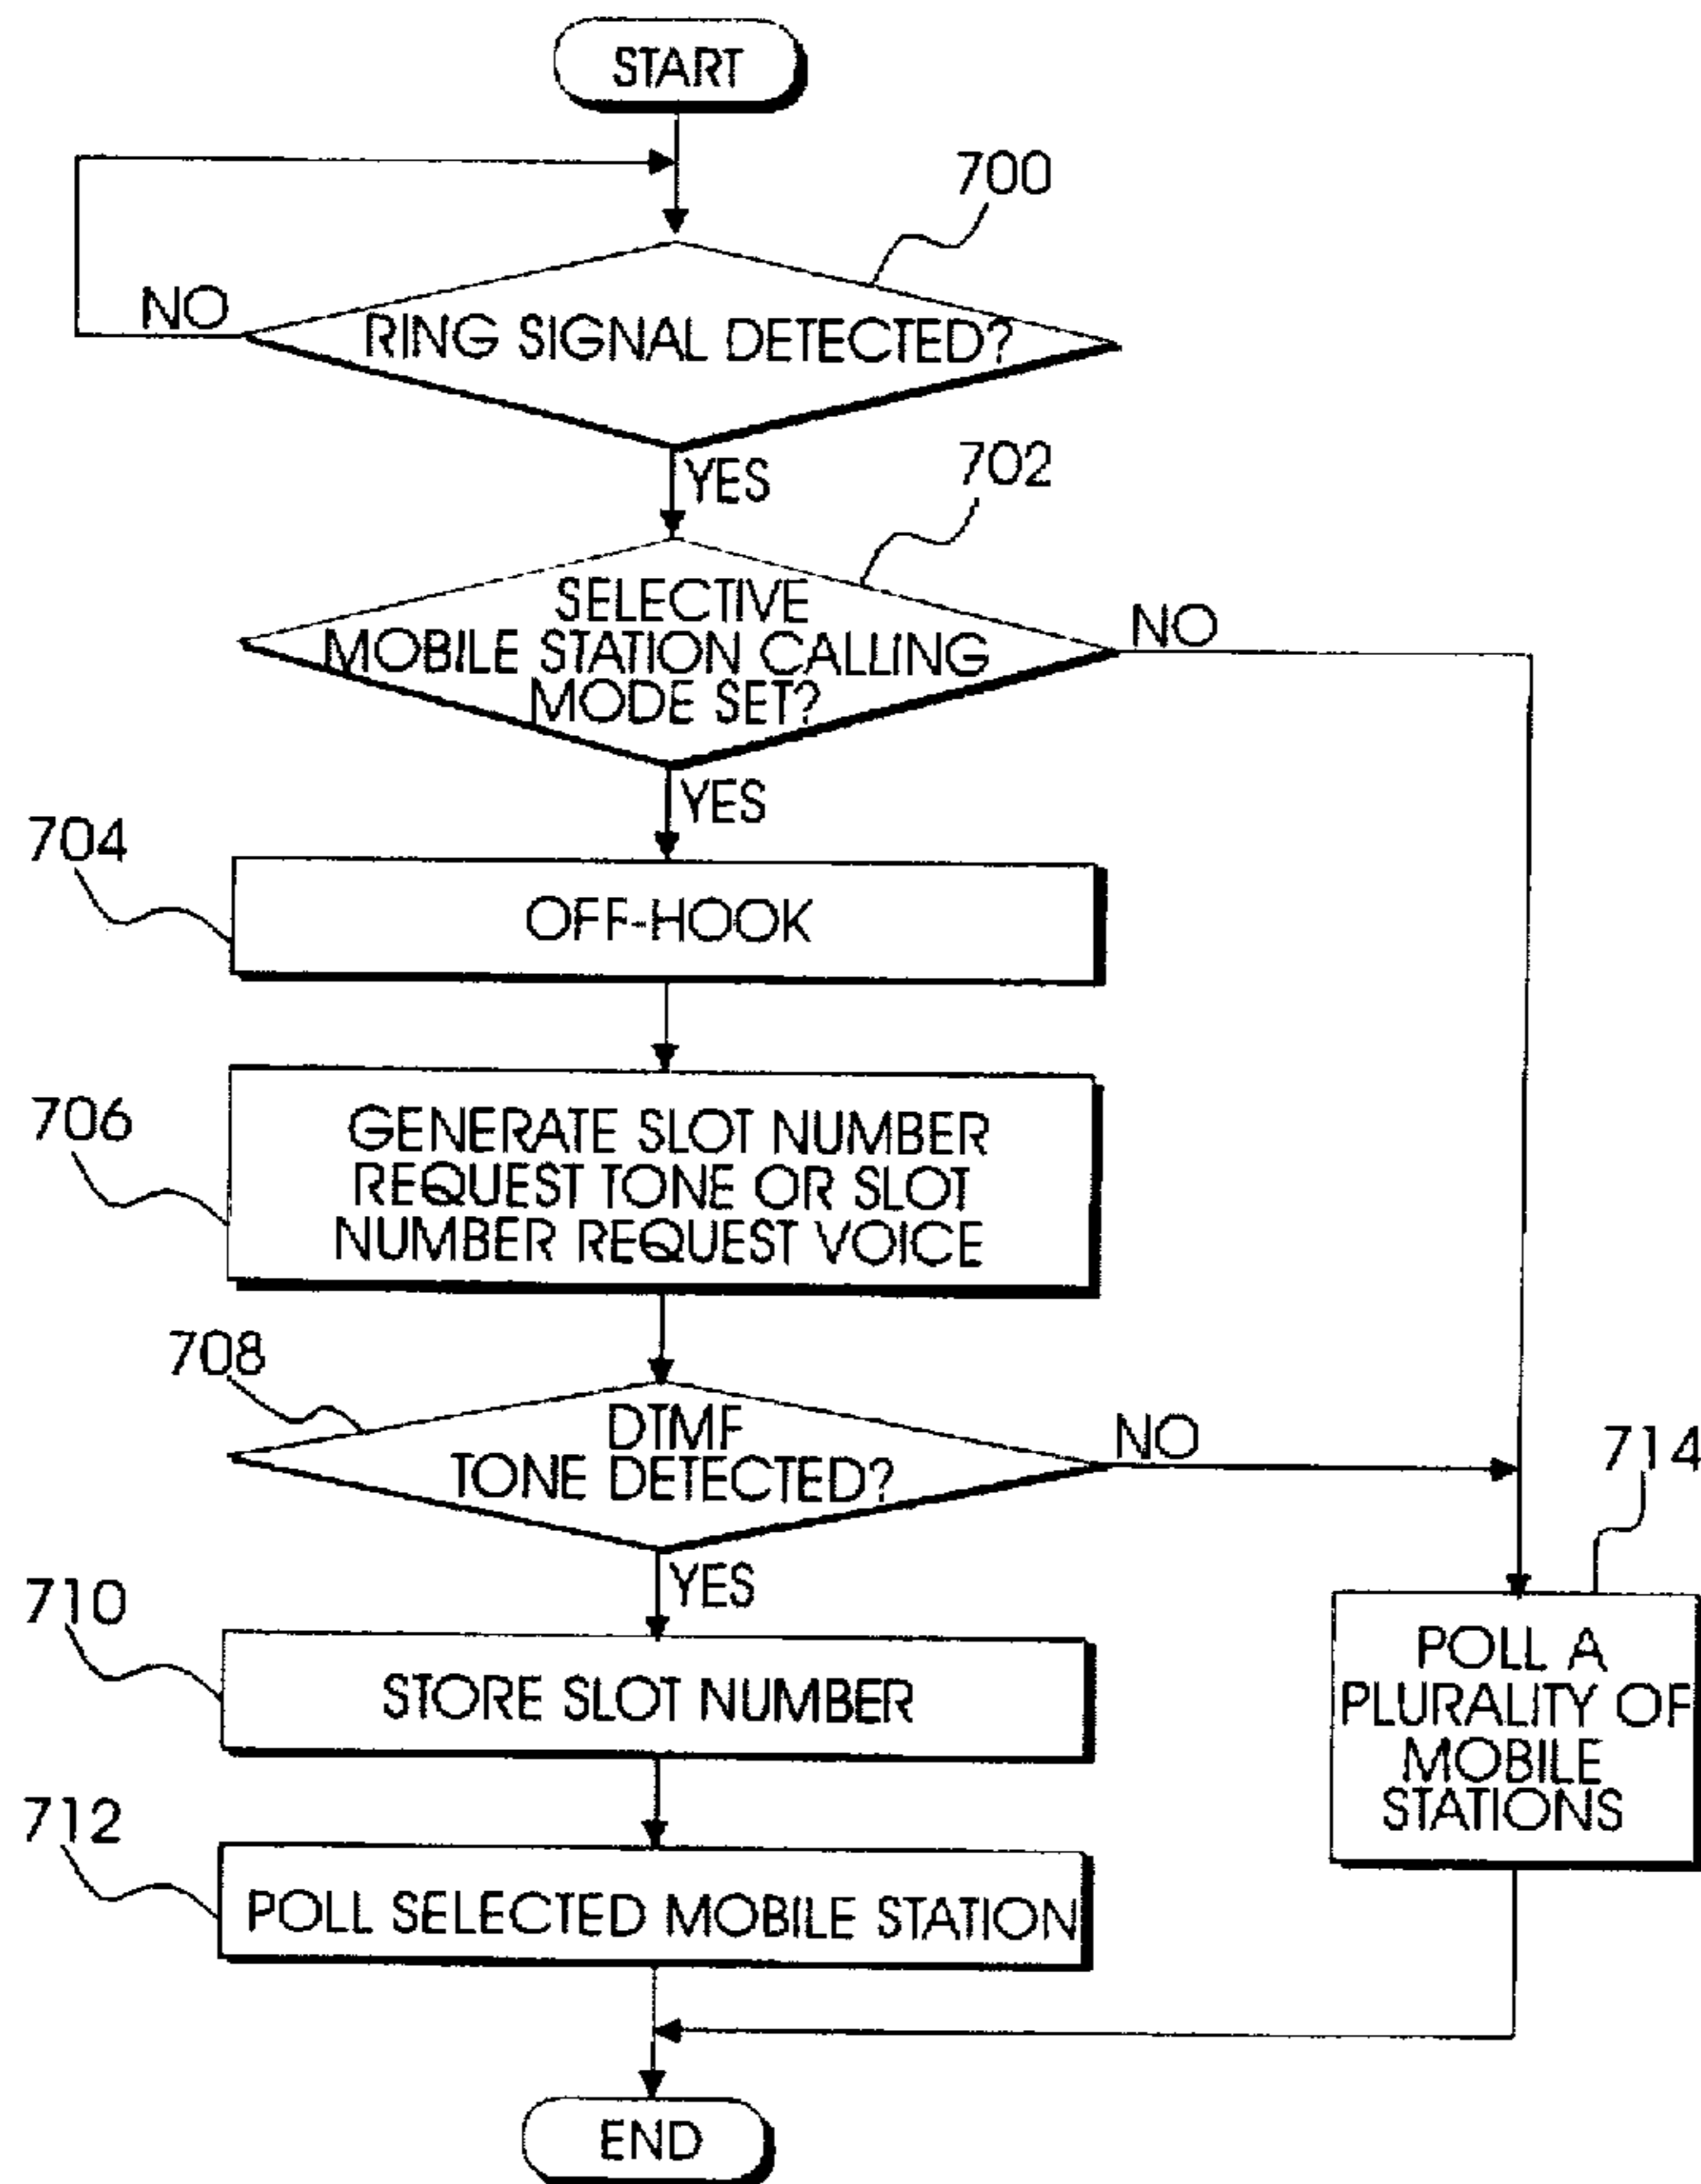 START
700
NO
RING SIGNAL DETECTED?
YES
702
SELECTIVE
MOBILE STATION CALLING
MODE SET?
NO
YES
704
OFF-HOOK
706
GENERATE SLOT NUMBER
REQUEST TONE OR SLOT
NUMBER REQUEST VOICE
708
DTMF
TONE DETECTED?
NO
714
YES
710
STORE SLOT NUMBER
POLL A
PLURALITY OF
MOBILE
STATIONS
712
POLL SELECTED MOBILE STATION
END